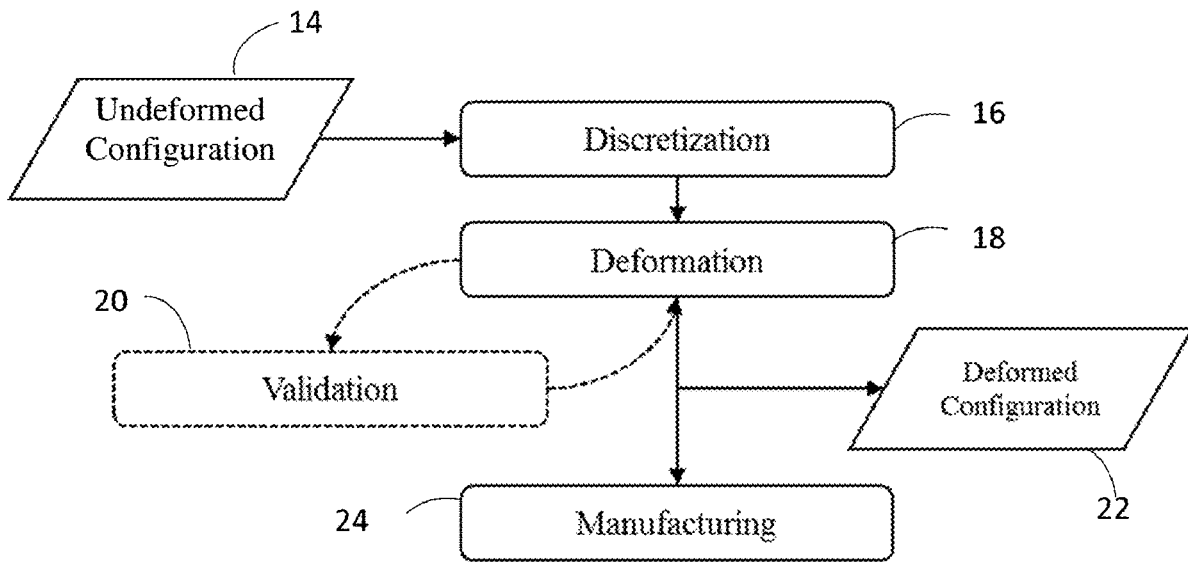 14
Undeformed
Configuration
Discretization
16
Deformation
18
20
Validation
Deformed
Configuration
22
24
Manufacturing